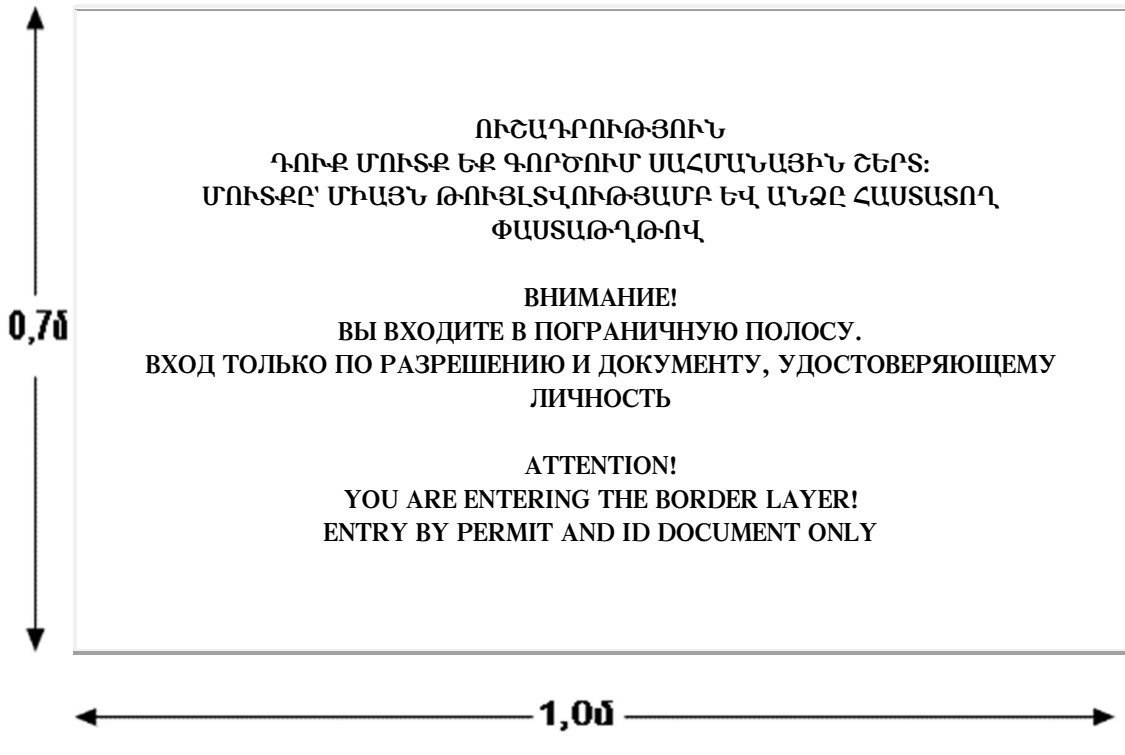 ՈՒՇԱԴՐՈՒԹՅՈՒՆ
ԴՈՒՔ ՄՈՒՏՔ ԵՔ ԳՈՐԾՈՒՄ ՍԱՀՄԱՆԱՅԻՆ ՇԵՐՏ:
ՄՈՒՏՔԸ՝ ՄԻԱՅՆ ԹՈՒՅԼՏՎՈՒԹՅԱՄԲ ԵՎ ԱՆՁԸ ՀԱՍՏԱՏՈՂ
ՓԱՍՏԱԹՂԹՈՎ
ВНИМАНИЕ!
0,7մ
ВЫ ВХОДИТЕ В ПОГРАНИЧНУЮ ПОЛОСУ.
ВХОД ТОЛЬКО ПО РАЗРЕШЕНИЮ И ДОКУМЕНТУ, УДОСТОВЕРЯЮЩЕМУ
ЛИЧНОСТЬ
ATTENTION!
YOU ARE ENTERING THE BORDER LAYER!
ENTRY BY PERMIT AND ID DOCUMENT ONLY
1,0մ